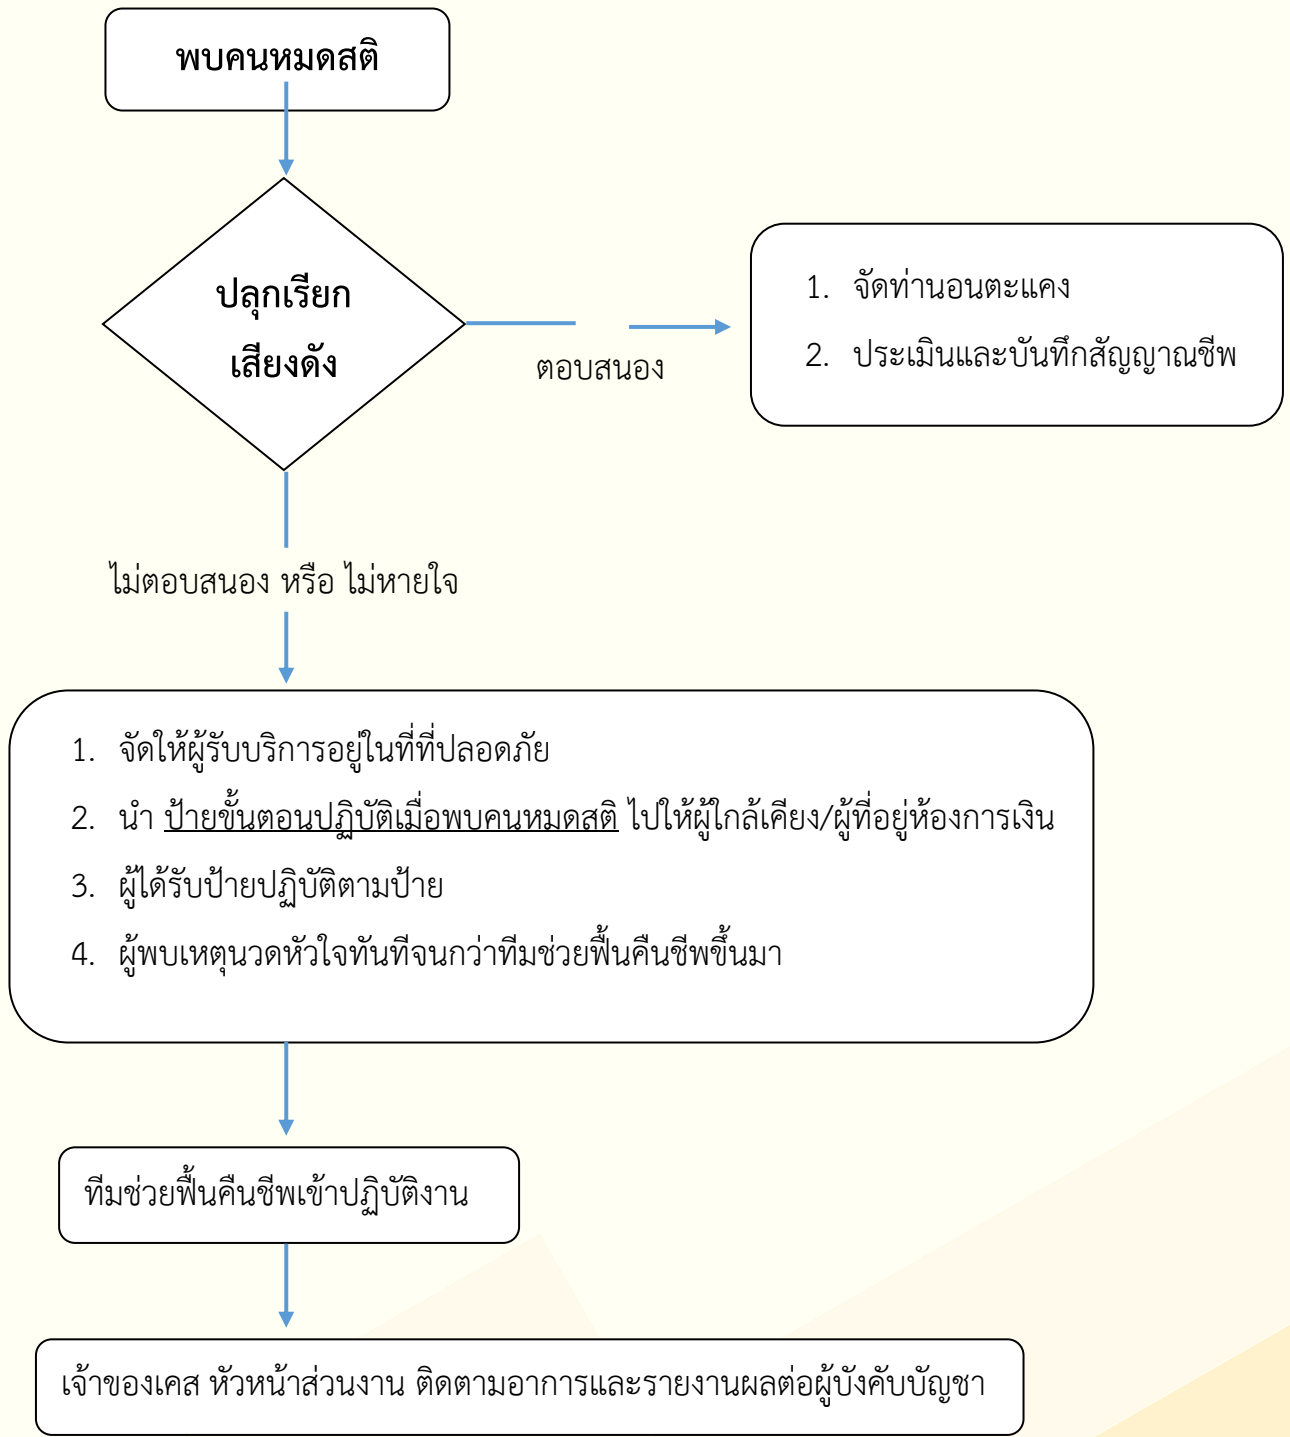 พบคนหมดสติ
ปลุกเรียก
เสียงดัง
ตอบสนอง
1. จัดท่านอนตะแคง
2. ประเมินและบันทึกสัญญาณชีพ
ไม่ตอบสนอง หรือ ไม่หายใจ
1. จัดให้ผู้รับบริการอยู่ในที่ที่ปลอดภัย
2. นำ ป้ายขั้นตอนปฏิบัติเมื่อพบคนหมดสติ ไปให้ผู้ใกล้เคียง/ผู้ที่อยู่ห้องการเงิน
3. ผู้ได้รับป้ายปฏิบัติตามป้าย
4. ผู้พบเหตุนวดหัวใจทันทีจนกว่าทีมช่วยฟื้นคืนชีพขึ้นมา
ทีมช่วยฟื้นคืนชีพเข้าปฏิบัติงาน
เจ้าของเคส หัวหน้าส่วนงาน ติดตามอาการและรายงานผลต่อผู้บังคับบัญชา